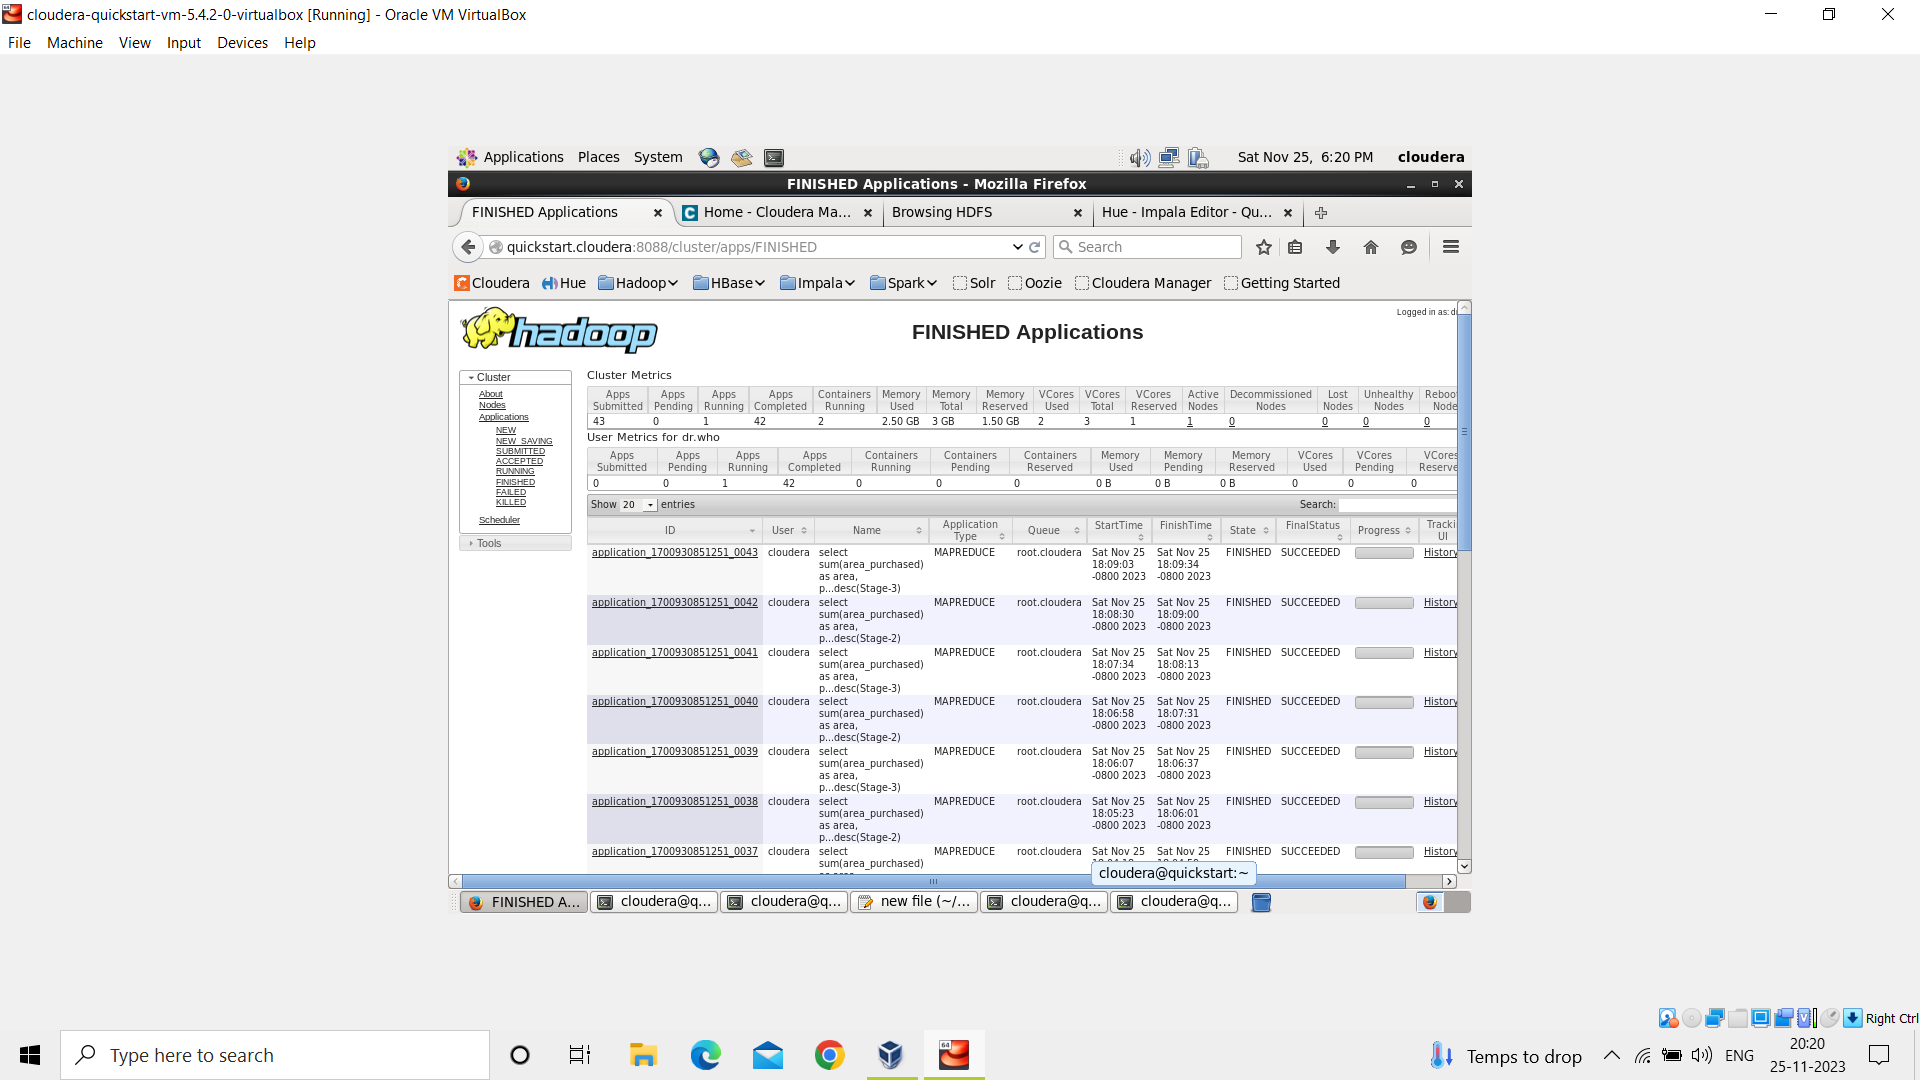 cloudera-quickstart-vm-5.4.2-0-virtualbox [Running] - Oracle VM VirtualBox
File Machine View Input Devices Help
Applications Places System Sat Nov 25, 6:20 PM cloudera
FINISHED Applications - Mozilla Firefox
FINISHED Applications Home - Cloudera Ma... Browsing HDFS Hue - Impala Editor - Qu...
quickstart.cloudera:8088/cluster/apps/FINISHED Search
Cloudera Hue Hadoop HBase Impala Spark Solr Oozie Cloudera Manager Getting Started
hadoop
FINISHED Applications
Logged in as:
Cluster
About
Nodes
Applications
NEW
NEW_SAVING
SUBMITTED
ACCEPTED
RUNNING
FINISHED
FAILED
KILLED
Scheduler
Tools
Cluster Metrics
Apps Submitted Apps Pending Apps Running Apps Completed Containers Running Memory Used Memory Total Memory Reserved VCores Used VCores Total VCores Reserved Active Nodes Decommissioned Nodes Lost Nodes Unhealthy Nodes Reboo Node
43 0 1 42 2 2.50 GB 3 GB 1.50 GB 2 3 1 1 0 0 0 0
User Metrics for dr.who
Apps Submitted Apps Pending Apps Running Apps Completed Containers Running Containers Pending Containers Reserved Memory Used Memory Pending Memory Reserved VCores Used VCores Pending VCores Reserve
0 0 1 42 0 0 0 0 B 0 B 0 B 0 0 0
Show 20 entries Search:
ID User Name Application Type Queue StartTime FinishTime State FinalStatus Progress Tracki UI
application_1700930851251_0043 cloudera select MAPREDUCE root.cloudera Sat Nov 25 Sat Nov 25 FINISHED SUCCEEDED History
sum(area_purchased) 18:09:03 18:09:34
as area, -0800 2023 -0800 2023
p...desc(Stage-3)
application_1700930851251_0042 cloudera select MAPREDUCE root.cloudera Sat Nov 25 Sat Nov 25 FINISHED SUCCEEDED History
sum(area_purchased) 18:08:30 18:09:00
as area, -0800 2023 -0800 2023
p...desc(Stage-2)
application_1700930851251_0041 cloudera select MAPREDUCE root.cloudera Sat Nov 25 Sat Nov 25 FINISHED SUCCEEDED History
sum(area_purchased) 18:07:34 18:08:13
as area, -0800 2023 -0800 2023
p...desc(Stage-3)
application_1700930851251_0040 cloudera select MAPREDUCE root.cloudera Sat Nov 25 Sat Nov 25 FINISHED SUCCEEDED History
sum(area_purchased) 18:06:58 18:07:31
as area, -0800 2023 -0800 2023
p...desc(Stage-2)
application_1700930851251_0039 cloudera select MAPREDUCE root.cloudera Sat Nov 25 Sat Nov 25 FINISHED SUCCEEDED History
sum(area_purchased) 18:06:07 18:06:37
as area, -0800 2023 -0800 2023
p...desc(Stage-3)
application_1700930851251_0038 cloudera select MAPREDUCE root.cloudera Sat Nov 25 Sat Nov 25 FINISHED SUCCEEDED History
sum(area_purchased) 18:05:23 18:06:01
as area, -0800 2023 -0800 2023
p...desc(Stage-2)
application_1700930851251_0037 cloudera select MAPREDUCE root.cloudera Sat Nov 25 Sat Nov 25 FINISHED SUCCEEDED History
sum(area_purchased)
cloudera@quickstart:~
FINISHED A... cloudera@q... cloudera@q... new file (~/... cloudera@q... cloudera@q...
Right Ctrl
Type here to search
64
Temps to drop ENG 20:20
25-11-2023